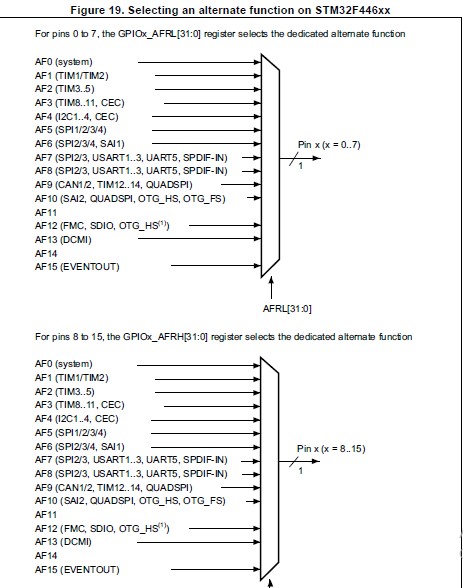 Figure 19. Selecting an alternate function on STM32F446xx
For pins 0 to 7, the GPIOx_AFRL[31:0] register selects the dedicated alternate function
AF0 (system)
AF1 (TIM1/TIM2)
AF2 (TIM3..5)
AF3 (TIM8..11, CEC)
AF4 (I2C1..4, CEC)
AF5 (SPI1/2/3/4)
AF6 (SPI2/3/4, SAI1)
AF7 (SPI2/3, USART1..3, UART5, SPDIF-IN)
AF8 (SPI2/3, USART1..3, UART5, SPDIF-IN)
AF9 (CAN1/2, TIM12..14, QUADSPI)
AF10 (SAI2, QUADSPI, OTG_HS, OTG_FS)
AF11
AF12 (FMC, SDIO, OTG_HS(1))
AF13 (DCMI)
AF14
AF15 (EVENTOUT)
Pin x (x = 0..7)
1
AFRL[31:0]
For pins 8 to 15, the GPIOx_AFRH[31:0] register selects the dedicated alternate function
AF0 (system)
AF1 (TIM1/TIM2)
AF2 (TIM3..5)
AF3 (TIM8..11, CEC)
AF4 (I2C1..4, CEC)
AF5 (SPI1/2/3/4)
AF6 (SPI2/3/4, SAI1)
AF7 (SPI2/3, USART1..3, UART5, SPDIF-IN)
AF8 (SPI2/3, USART1..3, UART5, SPDIF-IN)
AF9 (CAN1/2, TIM12..14, QUADSPI)
AF10 (SAI2, QUADSPI, OTG_HS, OTG_FS)
AF11
AF12 (FMC, SDIO, OTG_HS(1))
AF13 (DCMI)
AF14
AF15 (EVENTOUT)
Pin x (x = 8..15)
1